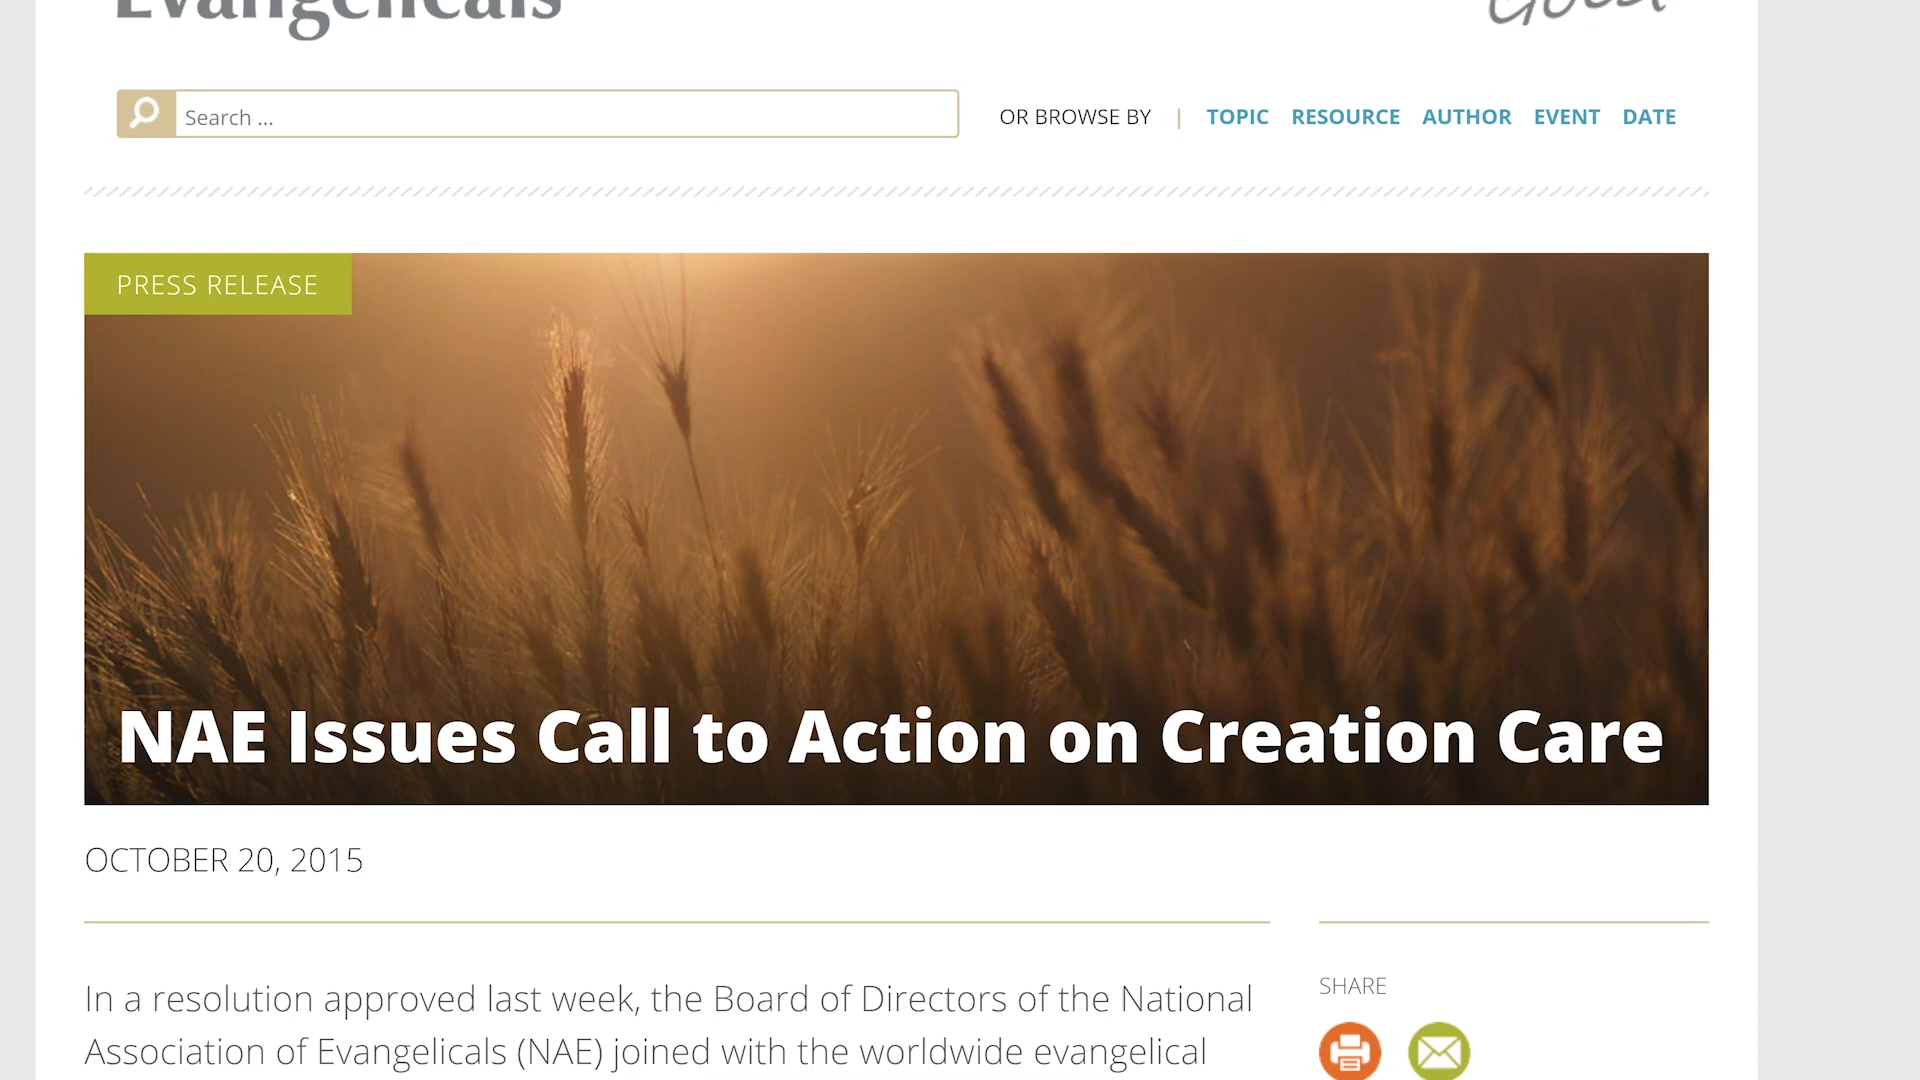 Evangelicals
Search ...
OR BROWSE BY | TOPIC RESOURCE AUTHOR EVENT DATE
PRESS RELEASE
NAE Issues Call to Action on Creation Care
OCTOBER 20, 2015
In a resolution approved last week, the Board of Directors of the National
Association of Evangelicals (NAE) joined with the worldwide evangelical
SHARE